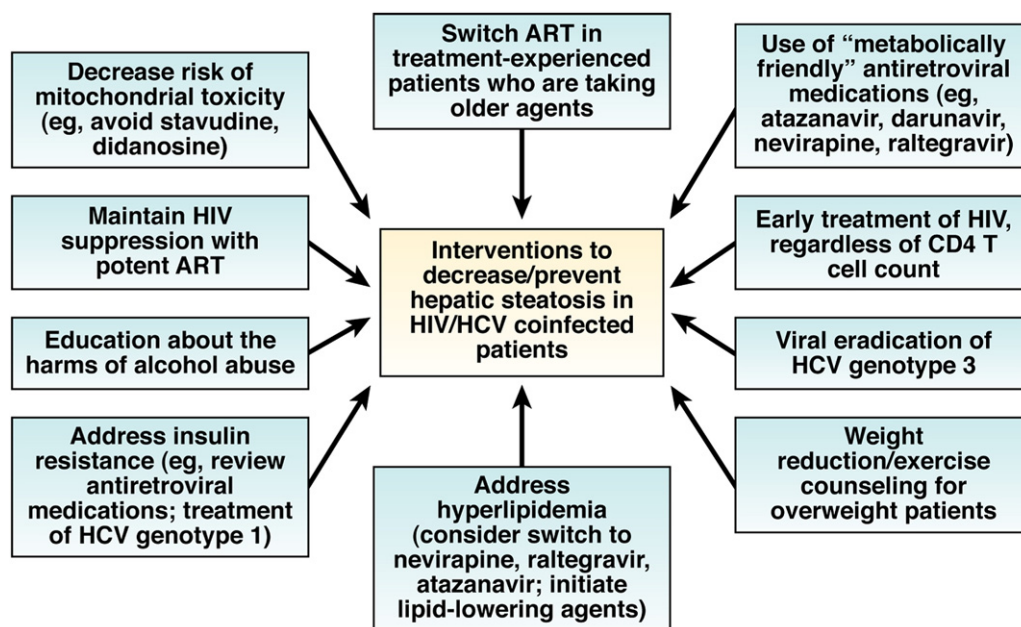 Decrease risk of
mitochondrial toxicity
(eg, avoid stavudine,
didanosine)
Switch ART in
treatment-experienced
patients who are taking
older agents
Use of “metabolically
friendly” antiretroviral
medications (eg,
atazanavir, darunavir,
nevirapine, raltegravir)
Maintain HIV
suppression with
potent ART
Interventions to
decrease/prevent
hepatic steatosis in
HIV/HCV coinfected
patients
Early treatment of HIV,
regardless of CD4 T
cell count
Education about the
harms of alcohol abuse
Viral eradication of
HCV genotype 3
Address insulin
resistance (eg, review
antiretroviral
medications; treatment
of HCV genotype 1)
Address
hyperlipidemia
(consider switch to
nevirapine, raltegravir,
atazanavir; initiate
lipid-lowering agents)
Weight
reduction/exercise
counseling for
overweight patients